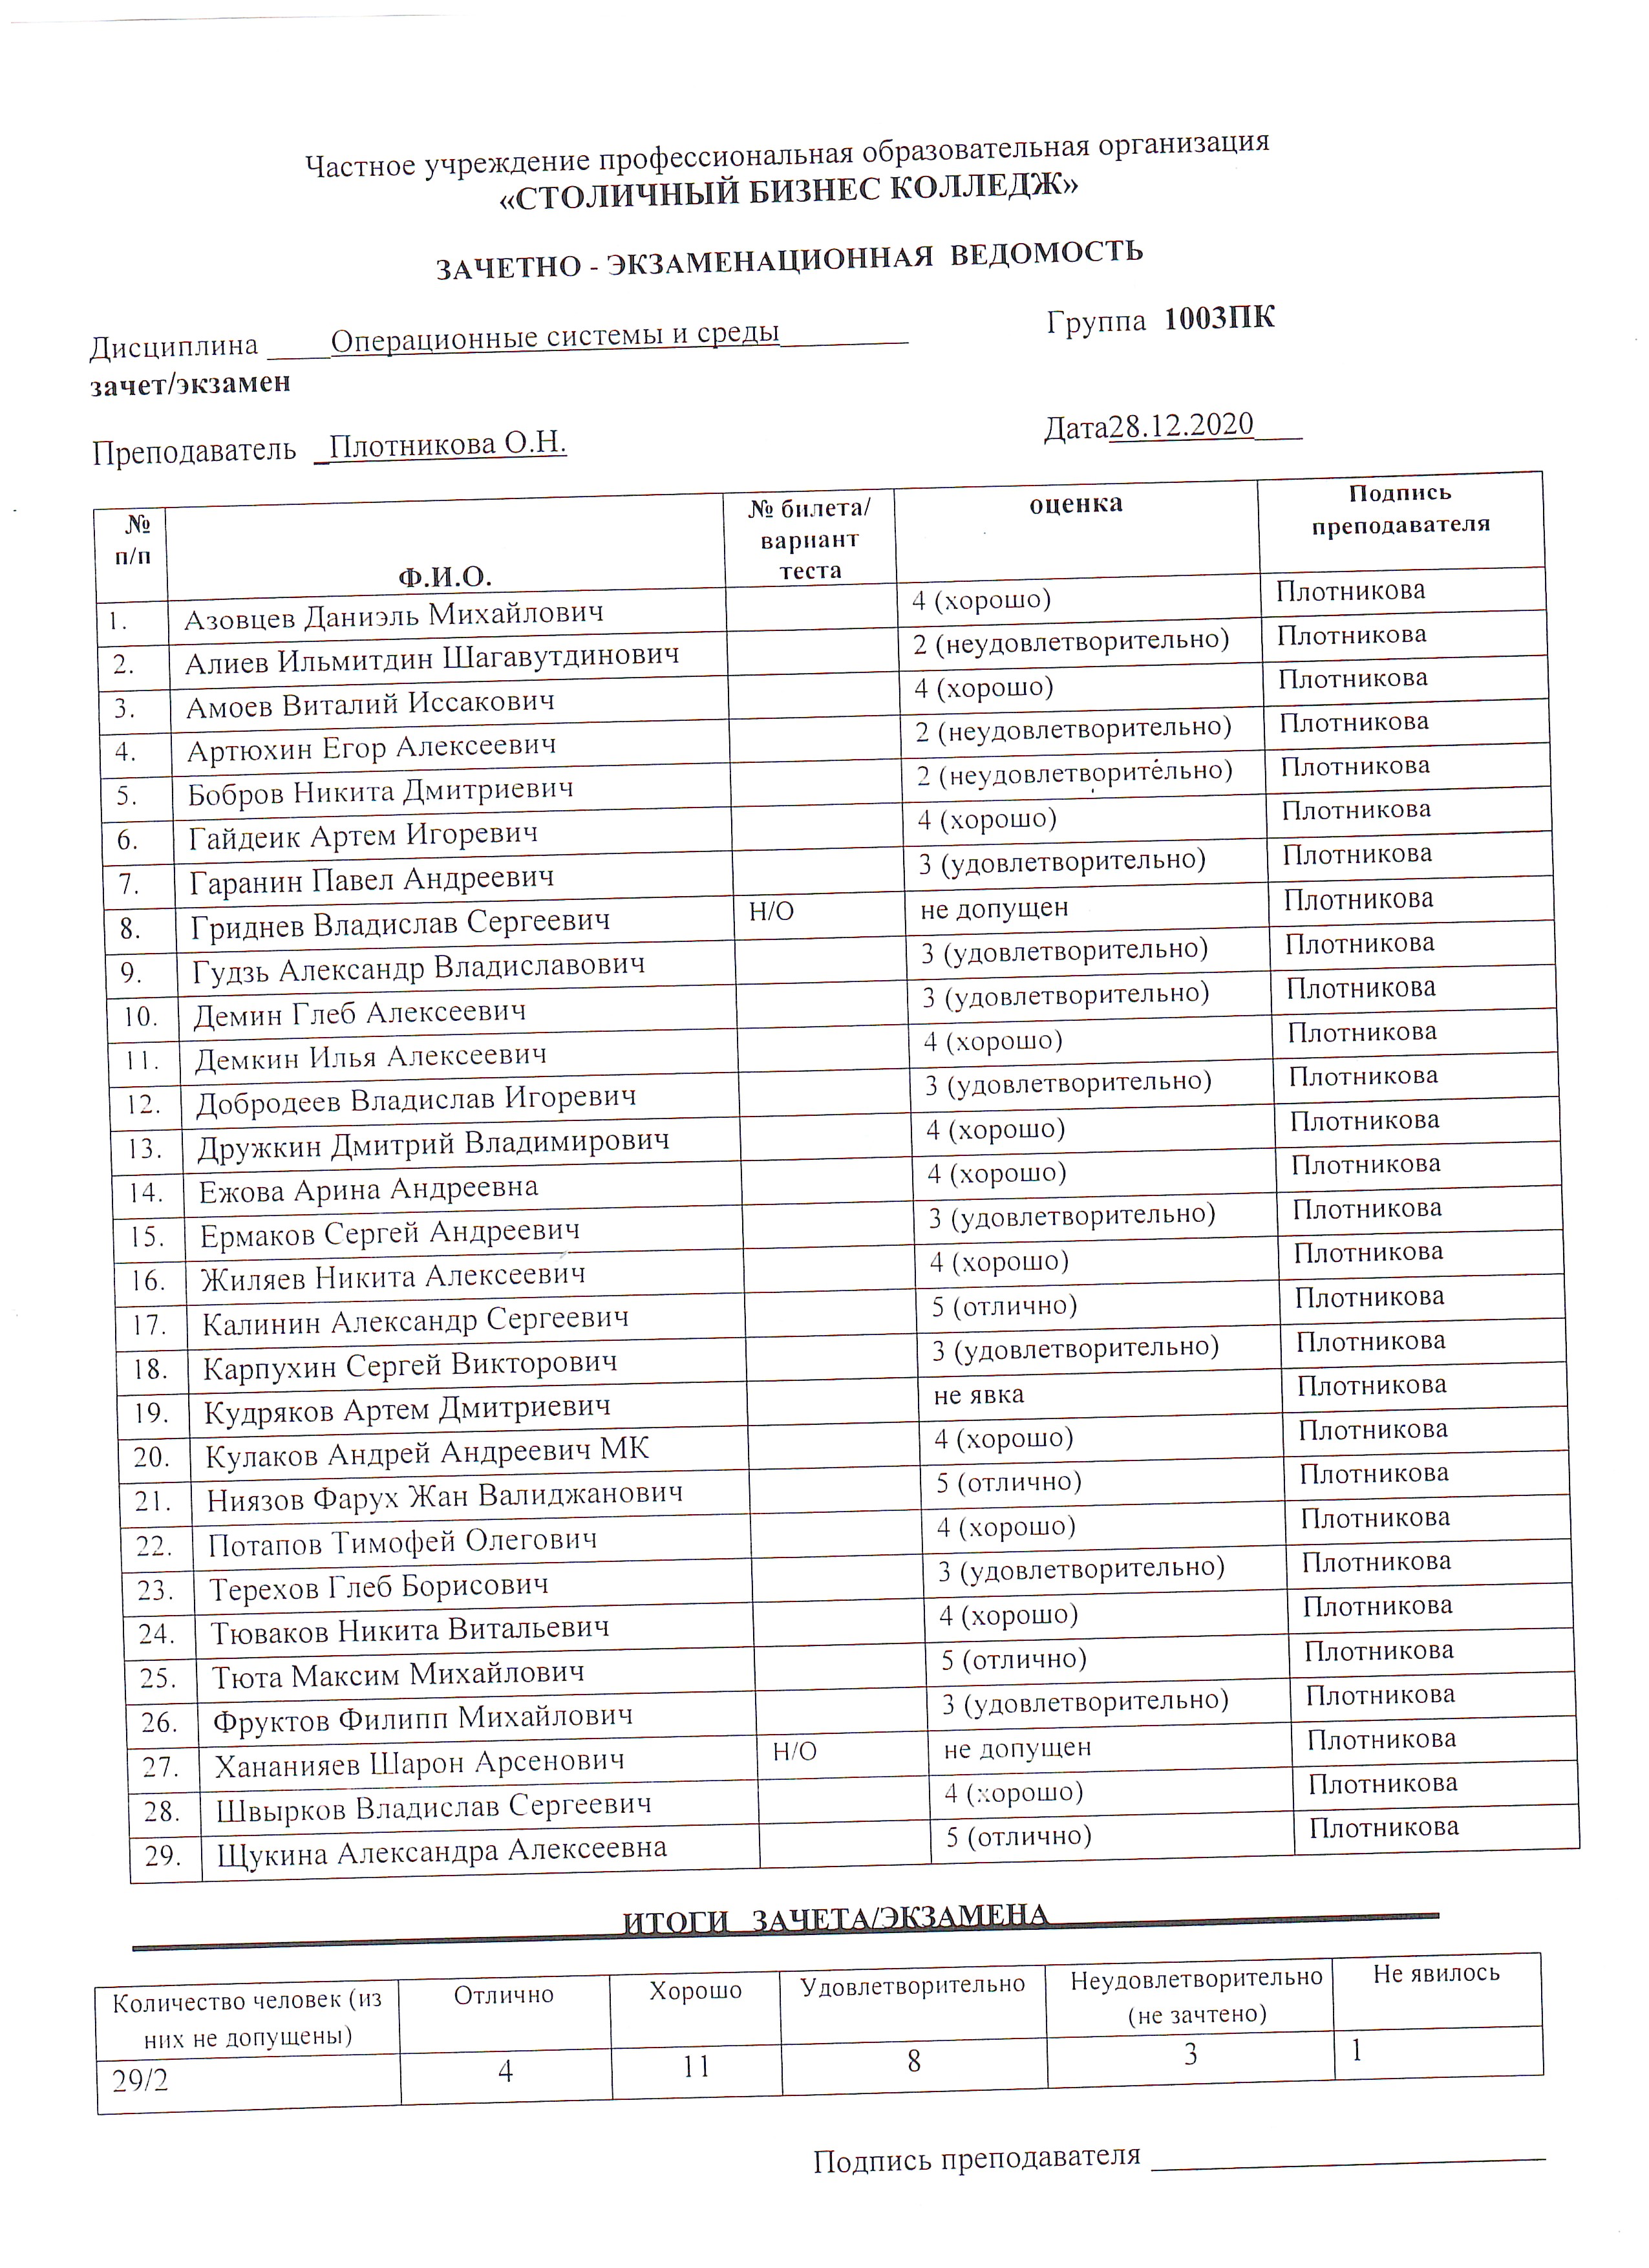 Частное учреждение профессиональная образовательная организация
«СТОЛИЧНЫЙ БИЗНЕС КОЛЛЕДЖ»
ЗАЧЕТНО - ЭКЗАМЕНАЦИОННАЯ ВЕДОМОСТЬ
Дисциплина ____Операционные системы и среды________ Группа 1003ПК
зачет/экзамен
Преподаватель _Плотникова О.Н. Дата28.12.2020___
№ п/п Ф.И.О. № билета/ вариант теста оценка Подпись преподавателя
1. Азовцев Даниэль Михайлович 4 (хорошо) Плотникова
2. Алиев Ильмитдин Шагавутдинович 2 (неудовлетворительно) Плотникова
3. Амоев Виталий Иссакович 4 (хорошо) Плотникова
4. Артюхин Егор Алексеевич 2 (неудовлетворительно) Плотникова
5. Бобров Никита Дмитриевич 2 (неудовлетворительно) Плотникова
6. Гайдеик Артем Игоревич 4 (хорошо) Плотникова
7. Гаранин Павел Андреевич 3 (удовлетворительно) Плотникова
8. Гриднев Владислав Сергеевич Н/О не допущен Плотникова
9. Гудзь Александр Владиславович 3 (удовлетворительно) Плотникова
10. Демин Глеб Алексеевич 3 (удовлетворительно) Плотникова
11. Демкин Илья Алексеевич 4 (хорошо) Плотникова
12. Добродеев Владислав Игоревич 3 (удовлетворительно) Плотникова
13. Дружкин Дмитрий Владимирович 4 (хорошо) Плотникова
14. Ежова Арина Андреевна 4 (хорошо) Плотникова
15. Ермаков Сергей Андреевич 3 (удовлетворительно) Плотникова
16. Жиляев Никита Алексеевич 4 (хорошо) Плотникова
17. Калинин Александр Сергеевич 5 (отлично) Плотникова
18. Карпухин Сергей Викторович 3 (удовлетворительно) Плотникова
19. Кудряков Артем Дмитриевич не явка Плотникова
20. Кулаков Андрей Андреевич МК 4 (хорошо) Плотникова
21. Ниязов Фарух Жан Валиджанович 5 (отлично) Плотникова
22. Потапов Тимофей Олегович 4 (хорошо) Плотникова
23. Терехов Глеб Борисович 3 (удовлетворительно) Плотникова
24. Тюваков Никита Витальевич 4 (хорошо) Плотникова
25. Тюта Максим Михайлович 5 (отлично) Плотникова
26. Фруктов Филипп Михайлович 3 (удовлетворительно) Плотникова
27. Хананияев Шарон Арсенович Н/О не допущен Плотникова
28. Швырков Владислав Сергеевич 4 (хорошо) Плотникова
29. Щукина Александра Алексеевна 5 (отлично) Плотникова
ИТОГИ ЗАЧЕТА/ЭКЗАМЕНА
Количество человек (из них не допущены) Отлично Хорошо Удовлетворительно Неудовлетворительно (не зачтено) Не явилось
29/2 4 11 8 3 1
Подпись преподавателя ____________